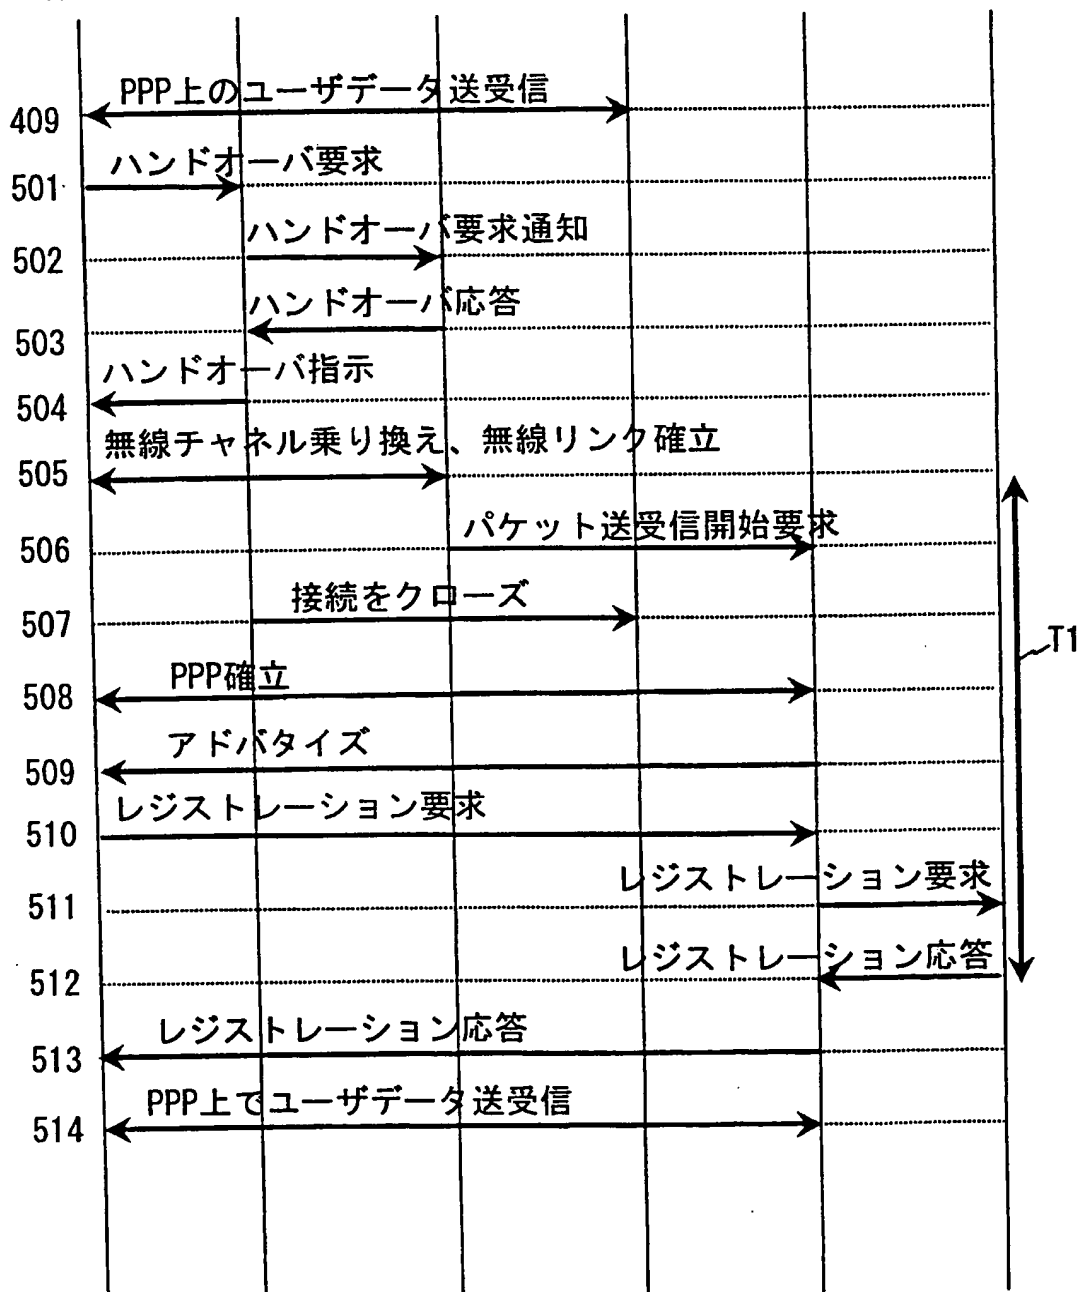 PPP上のユーザデータ送受信
409
ハンドオーバ要求
501
ハンドオーバ要求通知
502
ハンドオーバ応答
503
ハンドオーバ指示
504
無線チャネル乗り換え、無線リンク確立
505
パケット送受信開始要求
506
接続をクローズ
507
T1
PPP確立
508
アドバタイズ
509
レジストレーション要求
510
レジストレーション要求
511
レジストレーション応答
512
レジストレーション応答
513
PPP上でユーザデータ送受信
514